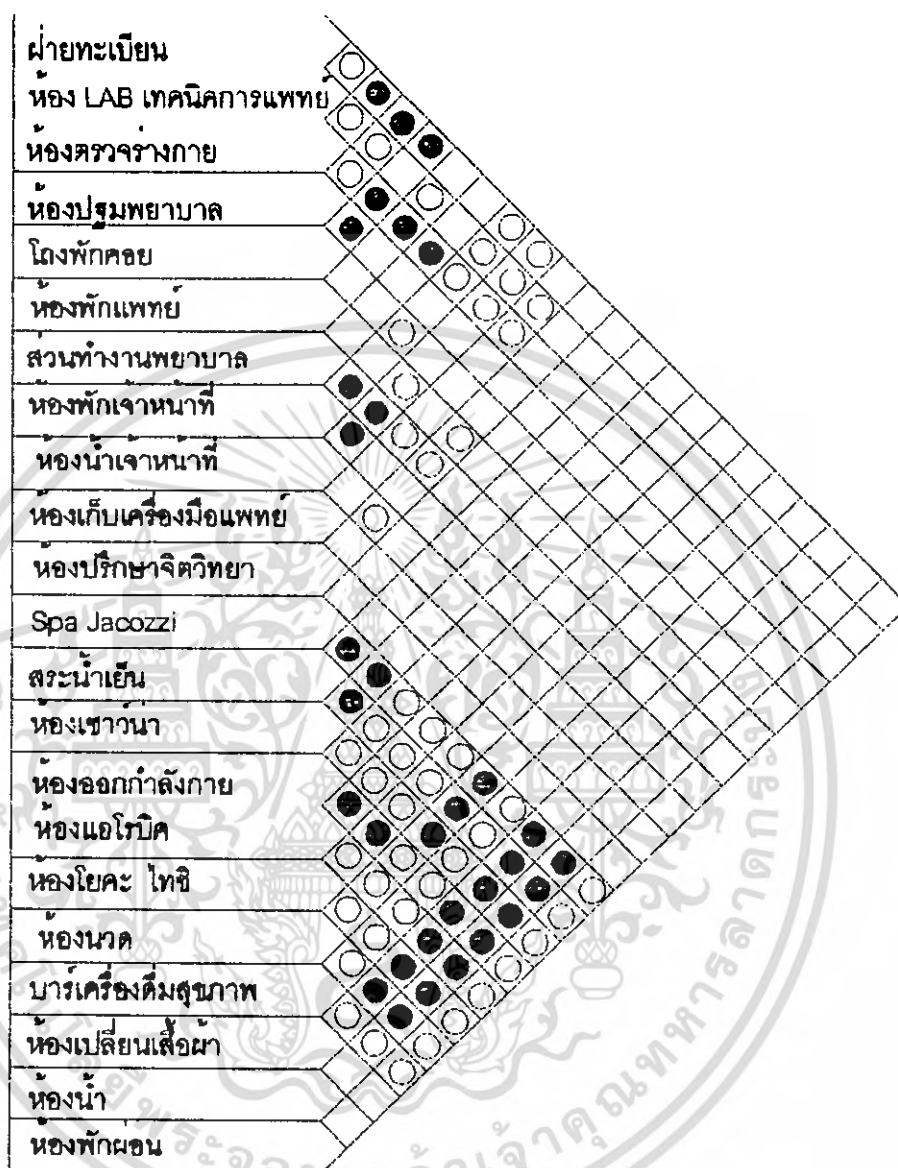 ฝ่ายทะเบียน
ห้อง LAB เทคนิคการแพทย์
ห้องตรวจร่างกาย
ห้องปฐมพยาบาล
โถงพักคอย
ห้องพักแพทย์
ส่วนทำงานพยาบาล
ห้องพักเจ้าหน้าที่
ห้องน้ำเจ้าหน้าที่
ห้องเก็บเครื่องมือแพทย์
ห้องปรึกษาจิตวิทยา
Spa Jacozzi
สระน้ำเย็น
ห้องเซาว์น่า
ห้องออกกำลังกาย
ห้องแอโรบิค
ห้องโยคะ ไทชิ
ห้องนวด
บาร์เครื่องดื่มสุขภาพ
ห้องเปลี่ยนเสื้อผ้า
ห้องน้ำ
ห้องพักผ่อน